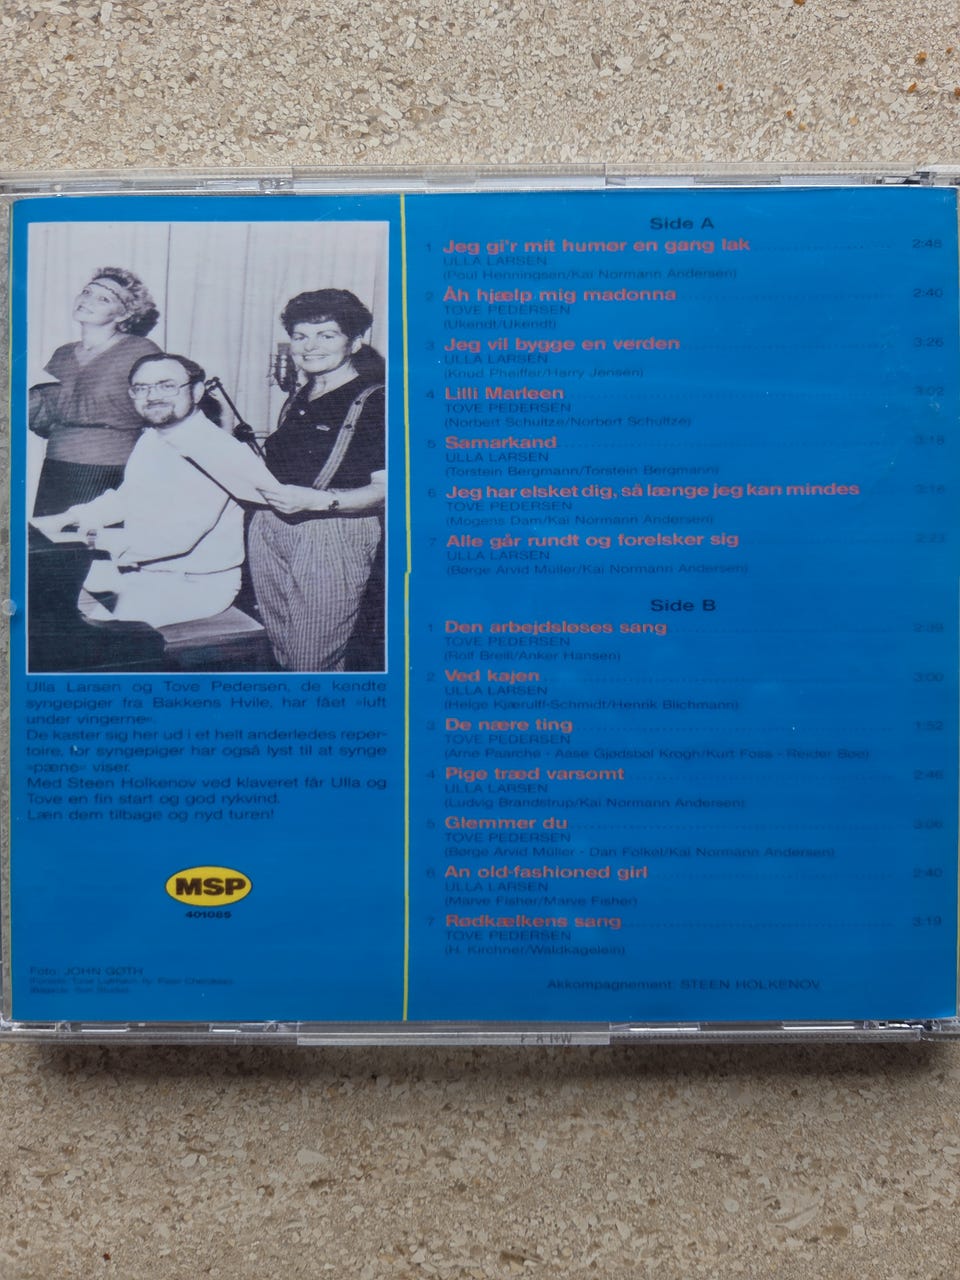 Ulla Larsen og Tove Pedersen, de kendte
syngepiger fra Bakkens Hvile, har fået »luft
under vingerne«.
De kaster sig her ud i et helt anderledes reper-
toire, for syngepiger har også lyst til at synge
»pæne« viser.
Med Steen Holkenov ved klaveret får Ulla og
Tove en fin start og god rykvind.
Læn dem tilbage og nyd turen!
MSP
401085
Foto: JOHN GØTH
Side A
1 Jeg gi'r mit humør en gang lak 2:48
ULLA LARSEN
(Poul Henningsen/Kai Normann Andersen)
2 Åh hjælp mig madonna 2:40
TOVE PEDERSEN
(Ukendt/Ukendt)
3 Jeg vil bygge en verden 3:26
ULLA LARSEN
(Knud Pheiffer/Harry Jensen)
4 Lilli Marleen 3:02
TOVE PEDERSEN
(Norbert Schultze/Norbert Schultze)
5 Samarkand 3:18
ULLA LARSEN
(Torstein Bergmann/Torstein Bergmann)
6 Jeg har elsket dig, så længe jeg kan mindes 3:16
TOVE PEDERSEN
(Mogens Dam/Kai Normann Andersen)
7 Alle går rundt og forelsker sig 2:23
ULLA LARSEN
(Børge Arvid Müller/Kai Normann Andersen)
Side B
1 Den arbejdsløses sang 2:39
TOVE PEDERSEN
(Rolf Breili/Anker Hansen)
2 Ved kajen 3:00
ULLA LARSEN
(Helge Kjærulff-Schmidt/Henrik Blichmann)
3 De nære ting 1:52
TOVE PEDERSEN
(Arne Paarche - Aase Gjødsbøl Krogh/Kurt Foss - Reider Bøe)
4 Pige træd varsomt 2:46
ULLA LARSEN
(Ludvig Brandstrup/Kai Normann Andersen)
5 Glemmer du 3:06
TOVE PEDERSEN
(Børge Arvid Müller - Dan Folkel/Kai Normann Andersen)
6 An old-fashioned girl 2:40
ULLA LARSEN
(Marve Fisher/Marve Fisher)
7 Rødkælkens sang 3:19
TOVE PEDERSEN
(H. Kirchner/Waldkagelein)
Akkompagnement: STEEN HOLKENOV